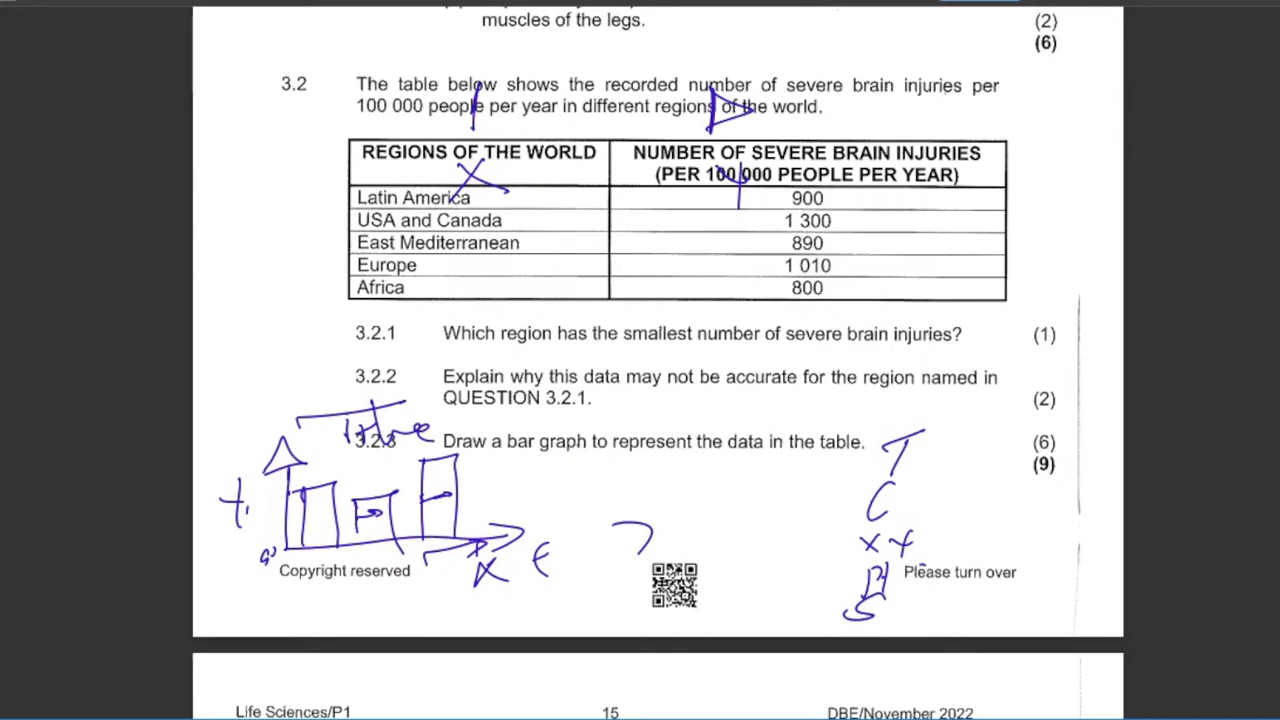 muscles of the legs.
(2)
(6)
3.2 The table below shows the recorded number of severe brain injuries per
100 000 people per year in different regions of the world.
REGIONS OF THE WORLD NUMBER OF SEVERE BRAIN INJURIES
(PER 100 000 PEOPLE PER YEAR)
Latin America 900
USA and Canada 1 300
East Mediterranean 890
Europe 1 010
Africa 800
3.2.1 Which region has the smallest number of severe brain injuries? (1)
3.2.2 Explain why this data may not be accurate for the region named in
QUESTION 3.2.1. (2)
3.2.3 Draw a bar graph to represent the data in the table. (6)
(9)
T
C
X Y
S
X
Copyright reserved Please turn over
Life Sciences/P1 15 DBE/November 2022